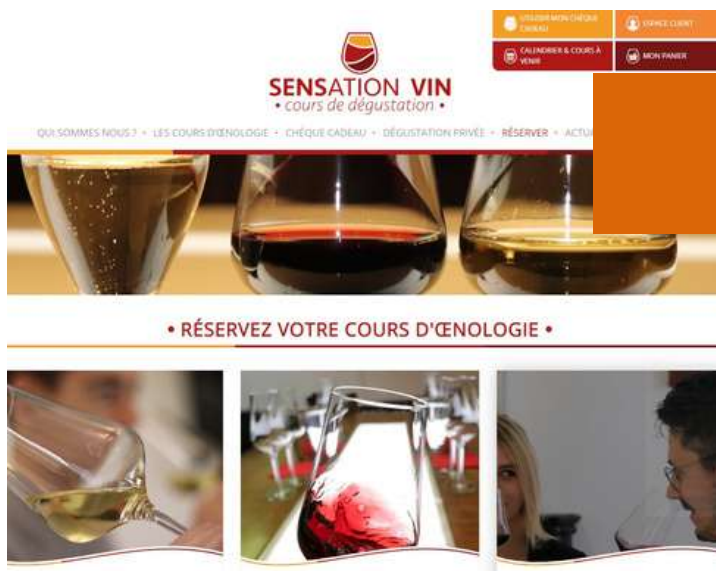 UTILISER MON CHÈQUE
CADEAU
ESPACE CLIENT
CALENDRIER & COURS À
VENIR
MON PANIER
SENSATION VIN
• cours de dégustation •
QUI SOMMES NOUS ? • LES COURS D'ŒNOLOGIE • CHÈQUE CADEAU • DÉGUSTATION PRIVÉE • RÉSERVER •
• RÉSERVEZ VOTRE COURS D'ŒNOLOGIE •